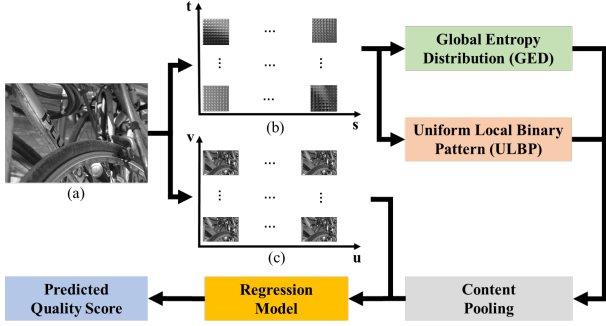 t
...
...
s
(b)
Global Entropy
Distribution (GED)
Uniform Local Binary
Pattern (ULBP)
(a)
v
...
...
u
(c)
Predicted
Quality Score
Regression
Model
Content
Pooling